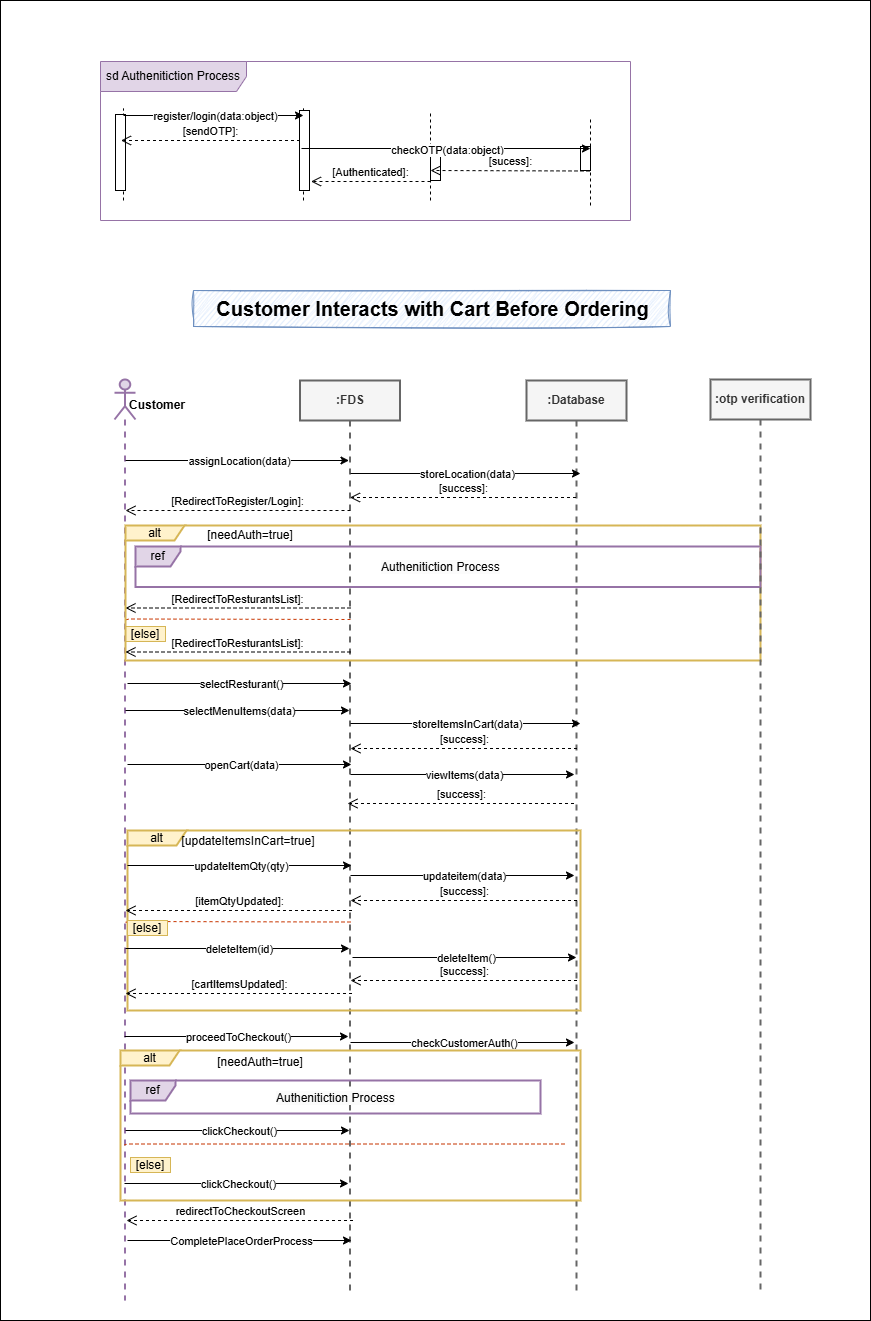 sd Authenitiction Process
register/login(data:object)
[sendOTP]:
checkOTP(data:object)
[sucess]:
[Authenticated]:
Customer Interacts with Cart Before Ordering
Customer
:FDS
:Database
:otp verification
assignLocation(data)
storeLocation(data)
[success]:
[RedirectToRegister/Login]:
alt
[needAuth=true]
ref
Authenitiction Process
[RedirectToResturantsList]:
[else]
[RedirectToResturantsList]:
selectResturant()
selectMenuItems(data)
storeItemsInCart(data)
[success]:
openCart(data)
viewItems(data)
[success]:
alt
[updateItemsInCart=true]
updateItemQty(qty)
updateitem(data)
[success]:
[itemQtyUpdated]:
[else]
deleteItem(id)
deleteItem()
[success]:
[cartItemsUpdated]:
proceedToCheckout()
checkCustomerAuth()
alt
[needAuth=true]
ref
Authenitiction Process
clickCheckout()
[else]
clickCheckout()
redirectToCheckoutScreen
CompletePlaceOrderProcess